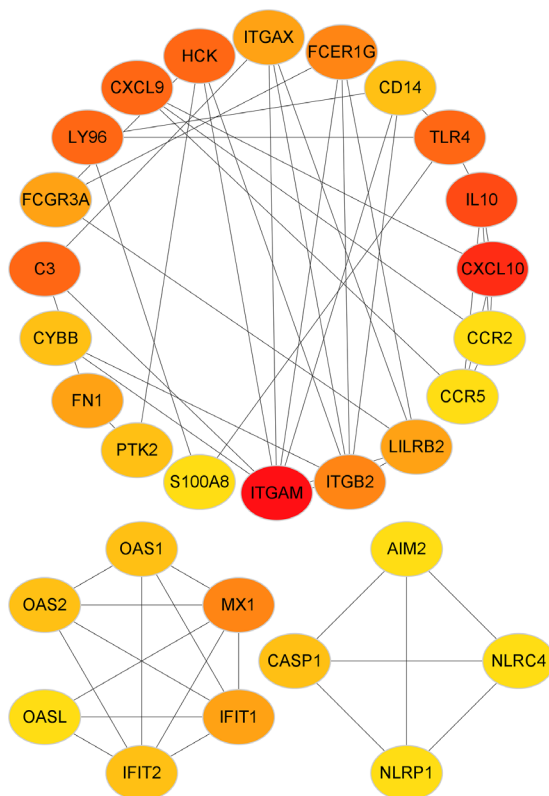 ITGAX
HCK
FCER1G
CXCL9
CD14
LY96
TLR4
FCGR3A
IL10
C3
CXCL10
CYBB
CCR2
FN1
CCR5
PTK2
LILRB2
S100A8
ITGAM
ITGB2
OAS1
AIM2
OAS2
MX1
CASP1
NLRC4
OASL
IFIT1
IFIT2
NLRP1